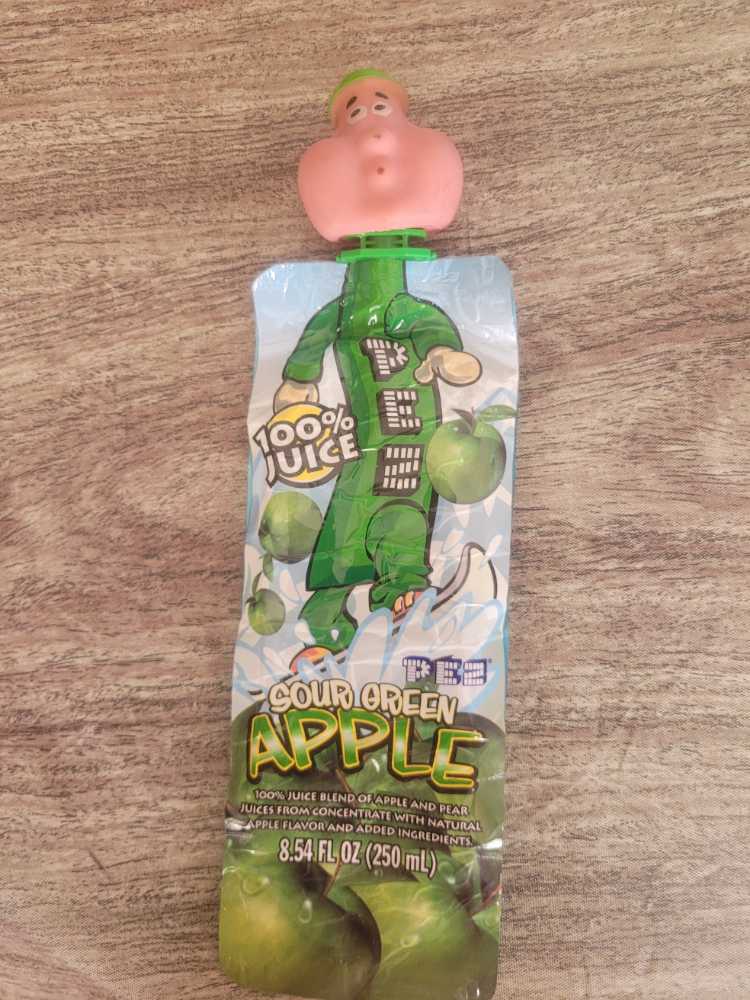 PEZ
100%
JUICE
PEZ
SOUR GREEN
APPLE
100% JUICE BLEND OF APPLE AND PEAR
JUICES FROM CONCENTRATE WITH NATURAL
APPLE FLAVOR AND ADDED INGREDIENTS.
8.54 FL OZ (250 mL)